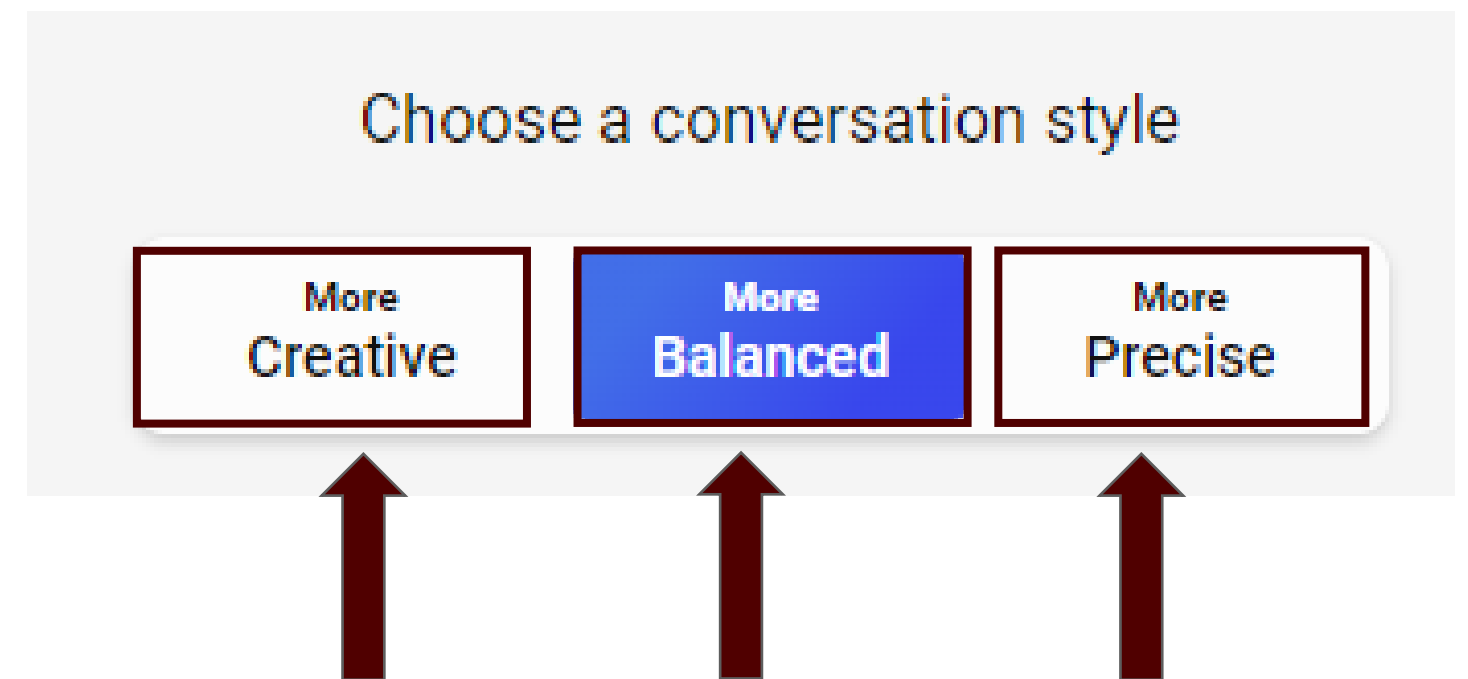 Choose a conversation style
More
Creative
More
Balanced
More
Precise